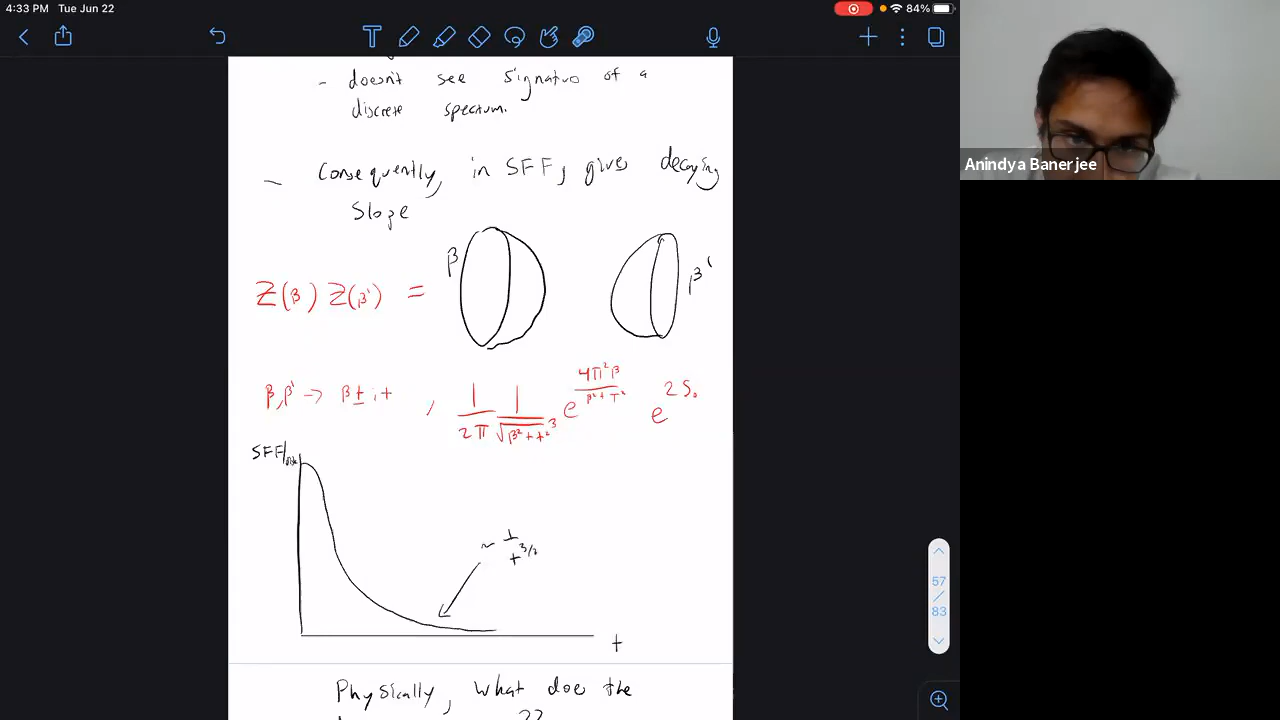 4:33 PM Tue Jun 22
84%
Anindya Banerjee
- doesn't see signature of a
discrete spectrum.
- Consequently, in SFF, gives decaying
slope
β
β'
Z(β) Z(β') =
β, β' → β ± it , 1/2π 1/√(β²+t²)³ e^(4π²β/(β²+T²)) e^(2S₀)
SFF/disk
~ 1/t^(3/2)
t
57
/
83
Physically, what does the
??